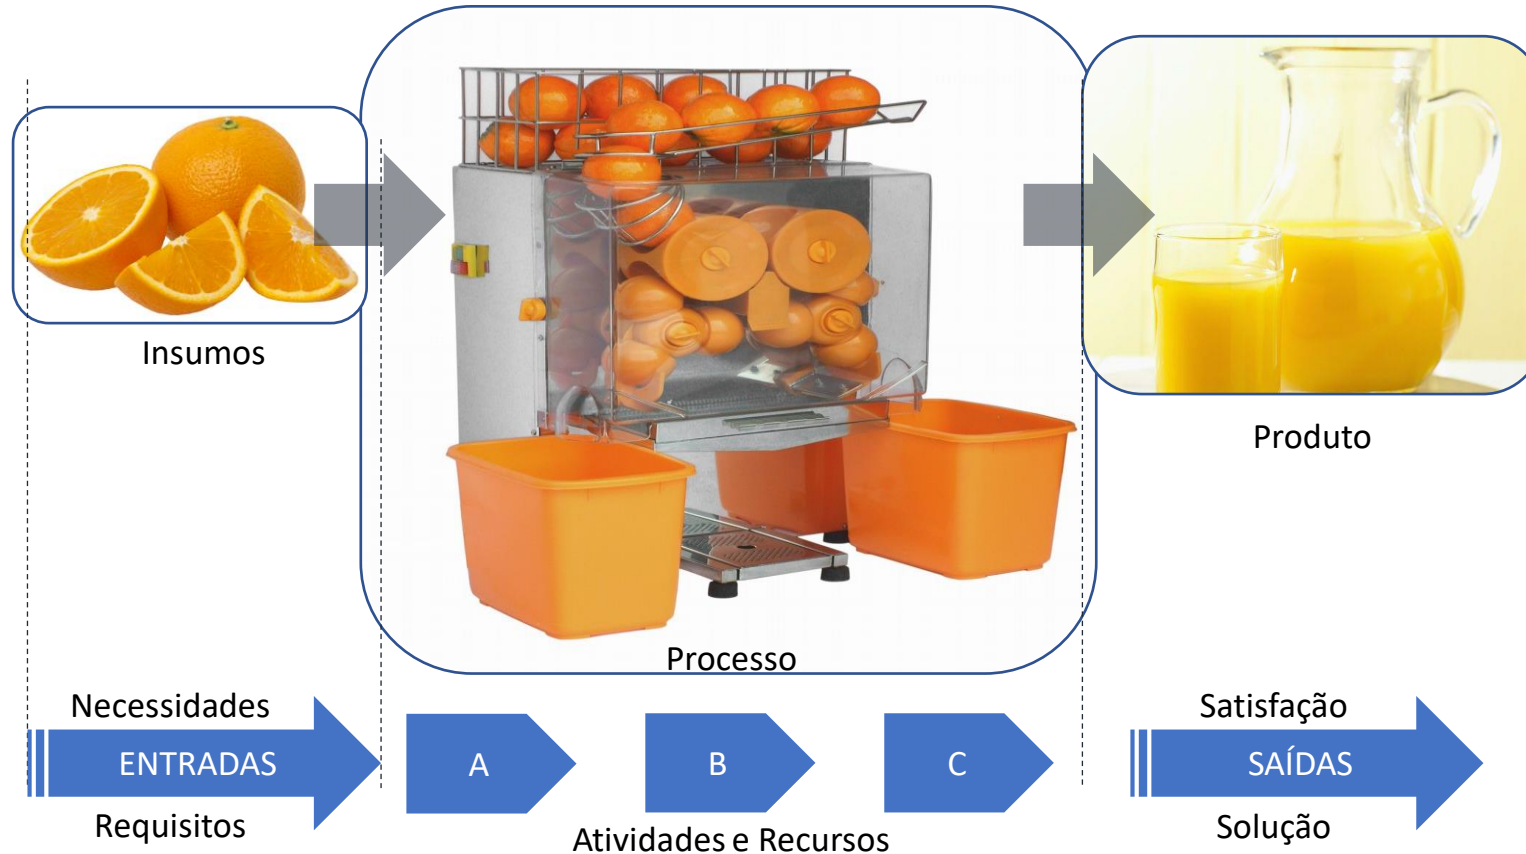 Insumos
Processo
Produto
Necessidades
ENTRADAS
Requisitos
A
B
C
Atividades e Recursos
Satisfação
SAÍDAS
Solução